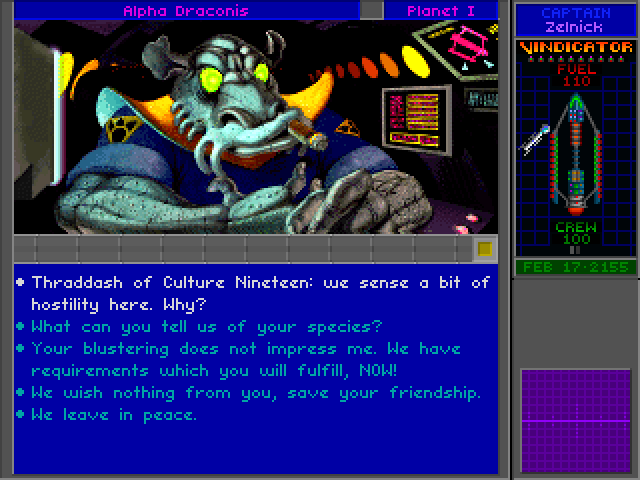 Alpha Draconis
Planet I
CAPTAIN
Zelnick
VINDICATOR
FUEL
110
CREW
100
FEB 17·2155
• Thraddash of Culture Nineteen: we sense a bit of
hostility here. Why?
• What can you tell us of your species?
• Your blustering does not impress me. We have
requirements which you will fulfill, NOW!
• We wish nothing from you, save your friendship.
• We leave in peace.